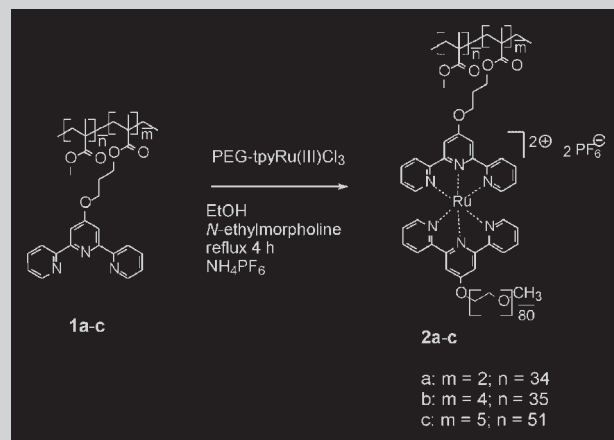 n
m
O
O
O
O
O
N
N
N
1a-c
PEG-tpyRu(III)Cl3
EtOH
N-ethylmorpholine
reflux 4 h
NH4PF6
n
m
O
O
O
O
O
2⊕
2 PF6⊖
N
N
N
Ru
N
N
N
O
O
CH3
80
2a-c
a: m = 2; n = 34
b: m = 4; n = 35
c: m = 5; n = 51